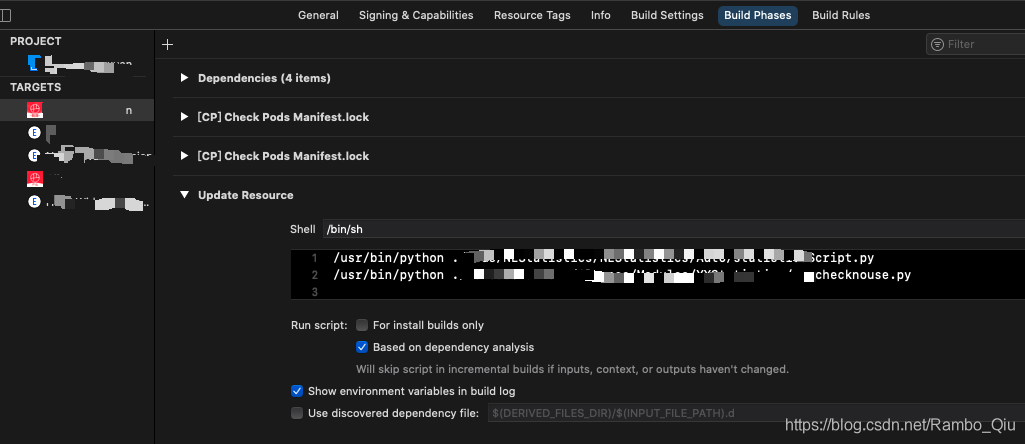 General Signing & Capabilities Resource Tags Info Build Settings Build Phases Build Rules
PROJECT
Filter
TARGETS
Dependencies (4 items)
n
[CP] Check Pods Manifest.lock
E
[CP] Check Pods Manifest.lock
E
Update Resource
E
Shell /bin/sh
1 /usr/bin/python . Script.py
2 /usr/bin/python . checknouse.py
3
Run script: For install builds only
Based on dependency analysis
Will skip script in incremental builds if inputs, context, or outputs haven't changed.
Show environment variables in build log
Use discovered dependency file: $(DERIVED_FILES_DIR)/$(INPUT_FILE_PATH).d
https://blog.csdn.net/Rambo_Qiu